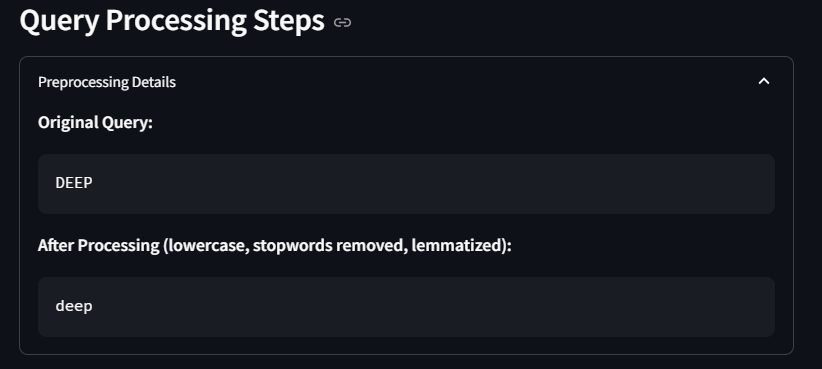 Query Processing Steps
Preprocessing Details
Original Query:
DEEP
After Processing (lowercase, stopwords removed, lemmatized):
deep